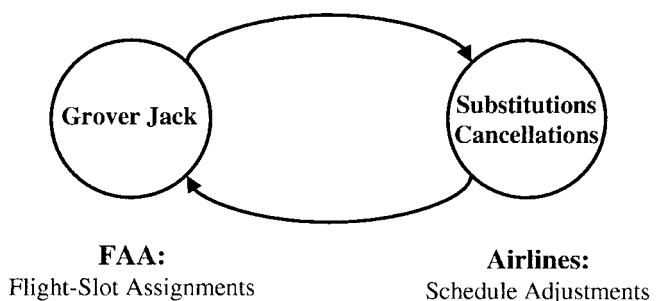 Grover Jack
Substitutions
Cancellations
FAA:
Flight-Slot Assignments
Airlines:
Schedule Adjustments